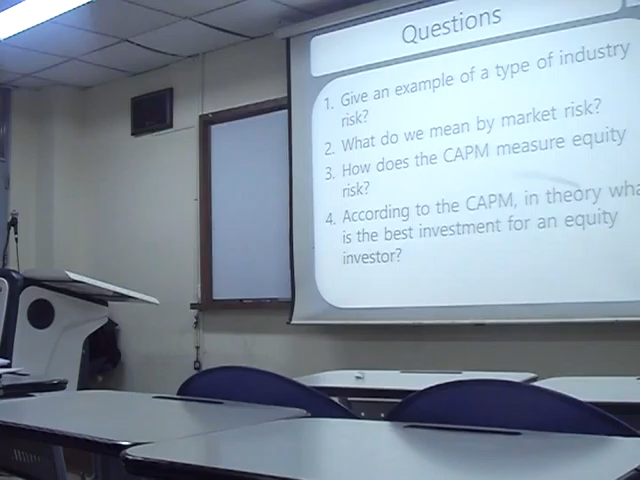 Questions
1. Give an example of a type of industry
risk?
2. What do we mean by market risk?
3. How does the CAPM measure equity
risk?
4. According to the CAPM, in theory wha
is the best investment for an equity
investor?